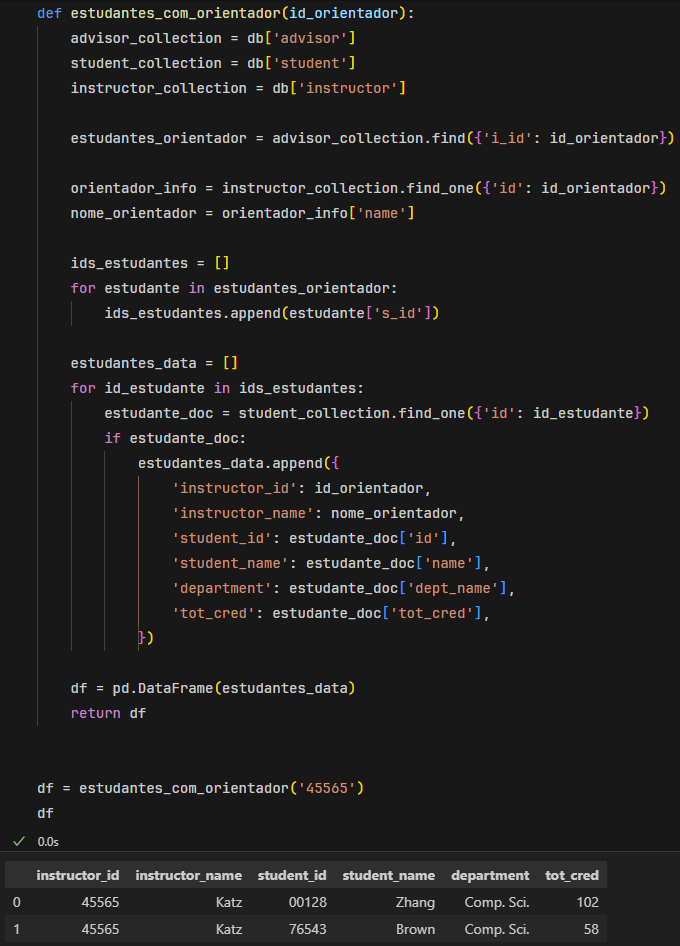 def estudantes_com_orientador(id_orientador):
    advisor_collection = db['advisor']
    student_collection = db['student']
    instructor_collection = db['instructor']

    estudantes_orientador = advisor_collection.find({'i_id': id_orientador})

    orientador_info = instructor_collection.find_one({'id': id_orientador})
    nome_orientador = orientador_info['name']

    ids_estudantes = []
    for estudante in estudantes_orientador:
        ids_estudantes.append(estudante['s_id'])

    estudantes_data = []
    for id_estudante in ids_estudantes:
        estudante_doc = student_collection.find_one({'id': id_estudante})
        if estudante_doc:
            estudantes_data.append({
                'instructor_id': id_orientador,
                'instructor_name': nome_orientador,
                'student_id': estudante_doc['id'],
                'student_name': estudante_doc['name'],
                'department': estudante_doc['dept_name'],
                'tot_cred': estudante_doc['tot_cred'],
            })

    df = pd.DataFrame(estudantes_data)
    return df


df = estudantes_com_orientador('45565')
df
0.0s
instructor_id instructor_name student_id student_name department tot_cred
0 45565 Katz 00128 Zhang Comp. Sci. 102
1 45565 Katz 76543 Brown Comp. Sci. 58